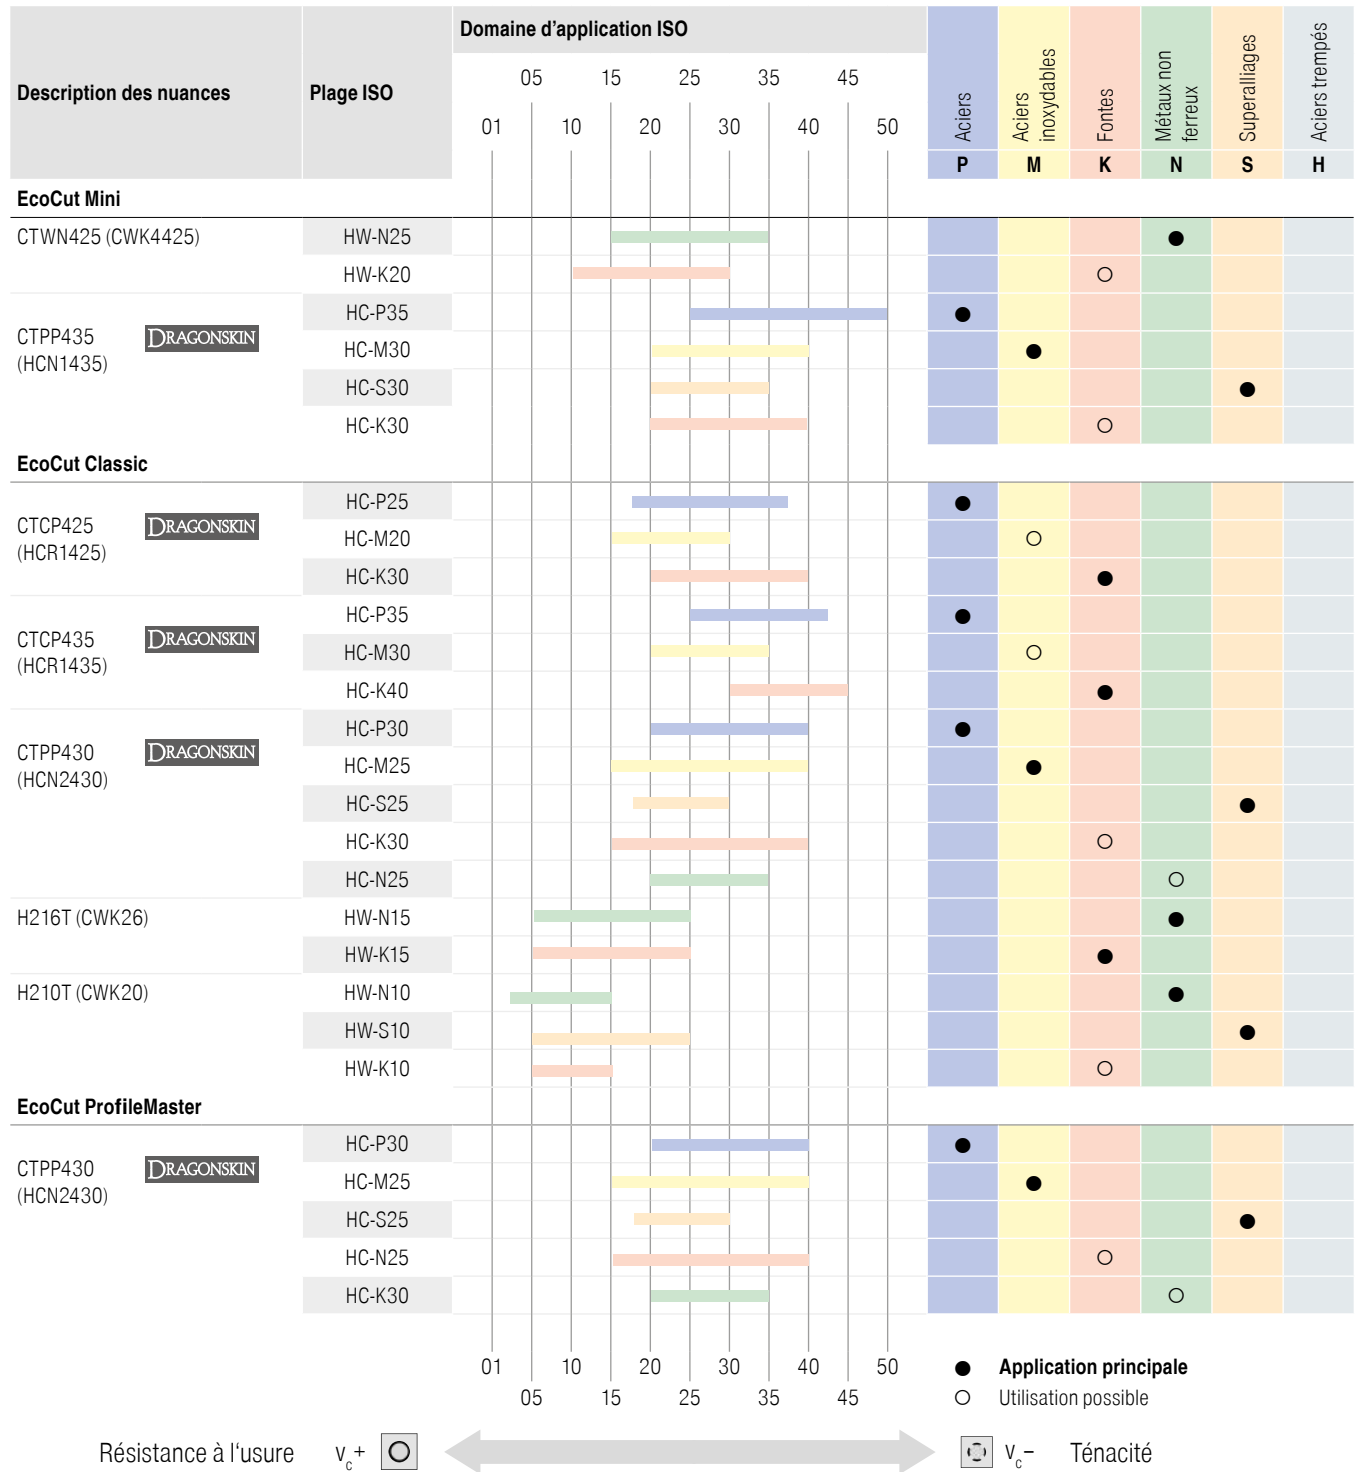 Domaine d'application ISO
Description des nuances
Plage ISO
05 15 25 35 45
01 10 20 30 40 50
Aciers
Aciers inoxydables
Fontes
Métaux non ferreux
Superalliages
Aciers trempés
P M K N S H
EcoCut Mini
CTWN425 (CWK4425)
HW-N25
HW-K20
CTPP435
(HCN1435)
DRAGONSKIN
HC-P35
HC-M30
HC-S30
HC-K30
EcoCut Classic
CTCP425
(HCR1425)
DRAGONSKIN
HC-P25
HC-M20
HC-K30
CTCP435
(HCR1435)
DRAGONSKIN
HC-P35
HC-M30
HC-K40
CTPP430
(HCN2430)
DRAGONSKIN
HC-P30
HC-M25
HC-S25
HC-K30
HC-N25
H216T (CWK26)
HW-N15
HW-K15
H210T (CWK20)
HW-N10
HW-S10
HW-K10
EcoCut ProfileMaster
CTPP430
(HCN2430)
DRAGONSKIN
HC-P30
HC-M25
HC-S25
HC-N25
HC-K30
01 10 20 30 40 50
05 15 25 35 45
Application principale
Utilisation possible
Résistance à l'usure vc+
vc− Ténacité